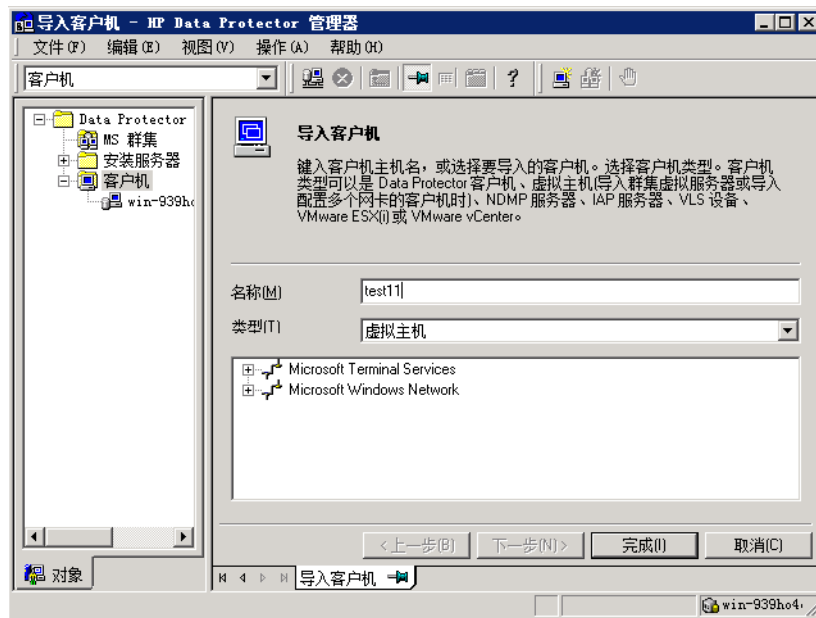 导入客户机 - HP Data Protector 管理器
文件(F) 编辑(E) 视图(V) 操作(A) 帮助(H)
客户机
Data Protector
MS 群集
安装服务器
客户机
win-939ho
导入客户机
键入客户机主机名，或选择要导入的客户机。选择客户机类型。客户机
类型可以是 Data Protector 客户机、虚拟主机(导入群集虚拟服务器或导入
配置多个网卡的客户机时)、NDMP 服务器、IAP 服务器、VLS 设备、
VMware ESX(i) 或 VMware vCenter。
名称(M) test11
类型(T) 虚拟主机
Microsoft Terminal Services
Microsoft Windows Network
<上一步(B) 下一步(N)> 完成(I) 取消(C)
对象
导入客户机
win-939ho4